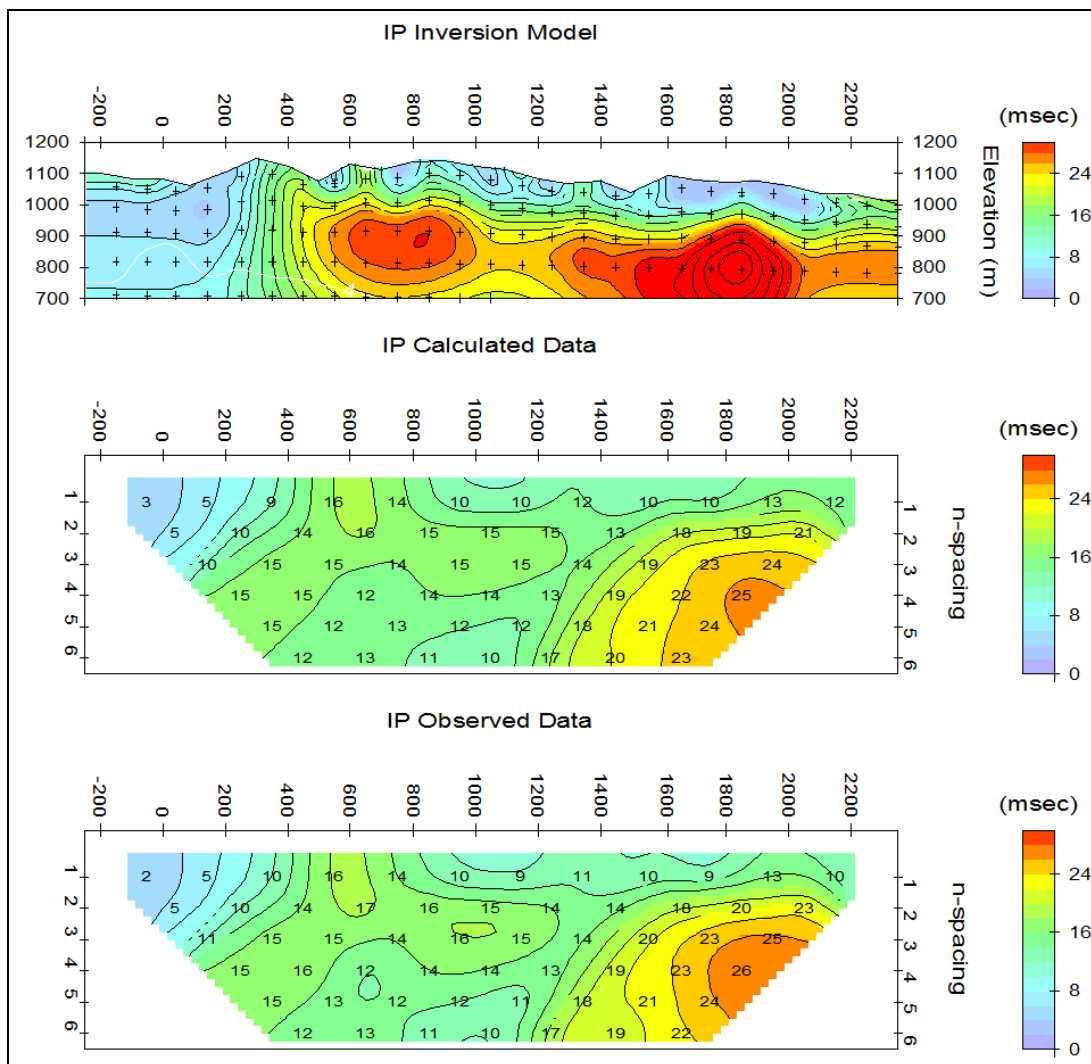 IP Inversion Model
-200 0 200 400 600 800 1000 1200 1400 1600 1800 2000 2200
(msec)
1200 1200
1100 1100
1000 1000
900 900
800 800
700 700
Elevation (m)
24
16
8
0
4
IP Calculated Data
-200 0 200 400 600 800 1000 1200 1400 1600 1800 2000 2200
(msec)
1 3 5 9 16 14 10 10 12 10 10 13 12 1
2 5 10 14 16 15 15 15 13 18 19 21 2
3 10 15 15 14 15 15 14 19 23 24 3
4 15 15 12 14 14 13 19 22 25 4
5 15 12 13 12 12 18 21 24 5
6 12 13 11 10 17 20 23 6
n-spacing
24
16
8
0
IP Observed Data
-200 0 200 400 600 800 1000 1200 1400 1600 1800 2000 2200
(msec)
1 2 5 10 16 14 10 9 11 10 9 13 10 1
2 5 10 14 17 16 15 14 14 18 20 23 2
3 11 15 15 14 16 15 14 20 23 25 3
4 15 16 12 14 14 13 19 23 26 4
5 15 13 12 12 11 18 21 24 5
6 12 13 11 10 17 19 22 6
n-spacing
24
16
8
0